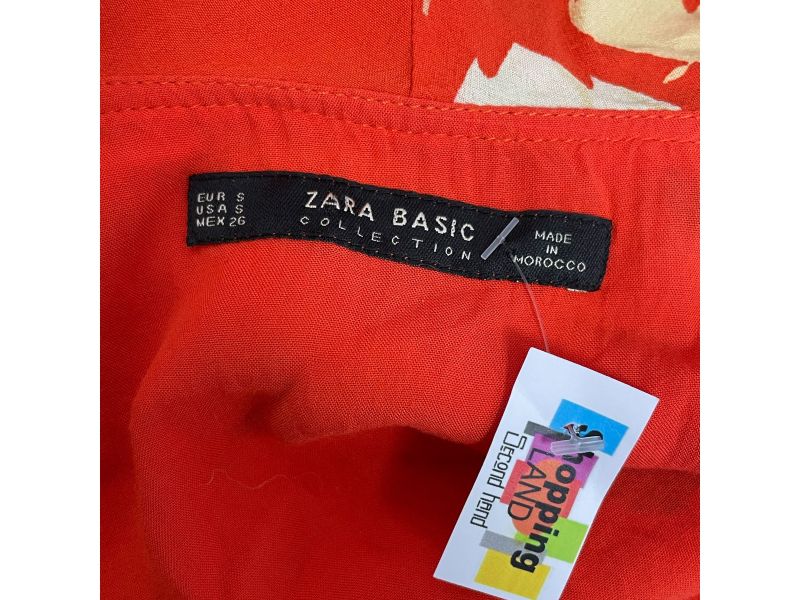 EUR S
USA S
MEX 26
ZARA BASIC
COLLECTION
MADE
IN
MOROCCO
Shopping
LAND
Second hand